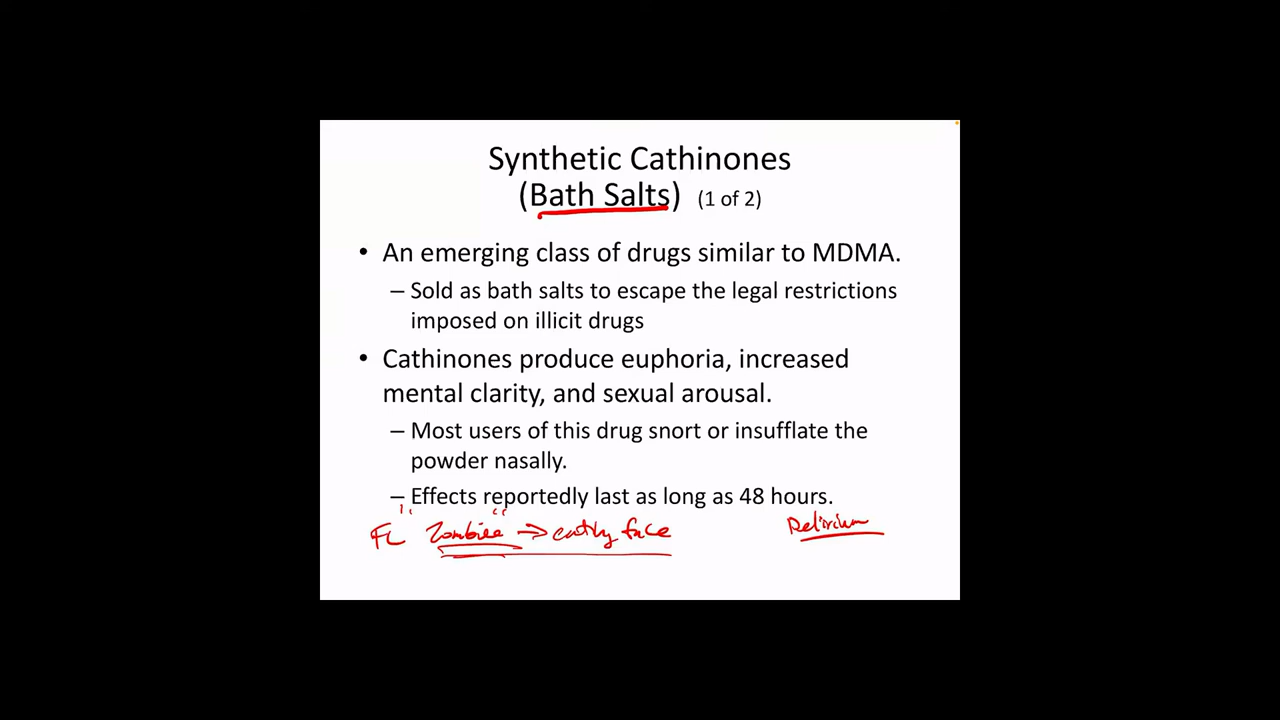 Synthetic Cathinones
(Bath Salts) (1 of 2)
• An emerging class of drugs similar to MDMA.
– Sold as bath salts to escape the legal restrictions
imposed on illicit drugs
• Cathinones produce euphoria, increased
mental clarity, and sexual arousal.
– Most users of this drug snort or insufflate the
powder nasally.
– Effects reportedly last as long as 48 hours.
FL "Zombie" → eating face Delirium